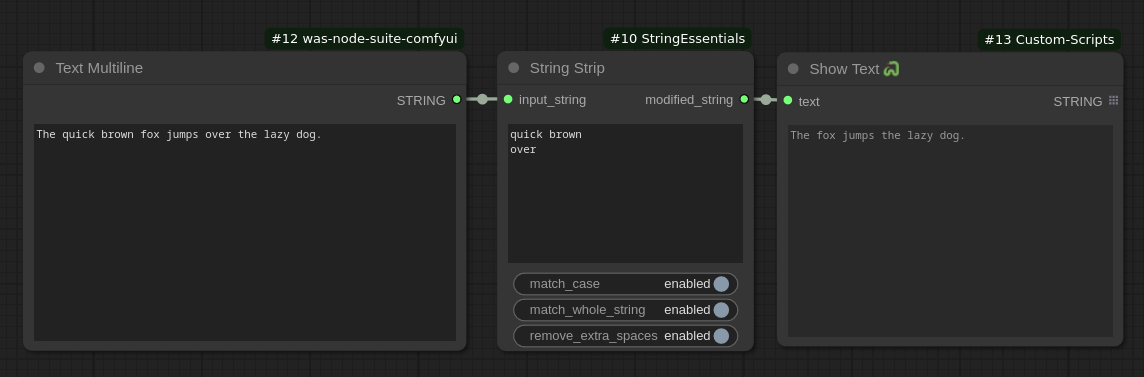 #12 was-node-suite-comfyui
Text Multiline
STRING
The quick brown fox jumps over the lazy dog.
#10 StringEssentials
String Strip
input_string modified_string
quick brown
over
match_case enabled
match_whole_string enabled
remove_extra_spaces enabled
#13 Custom-Scripts
Show Text🐍
text STRING
The fox jumps the lazy dog.